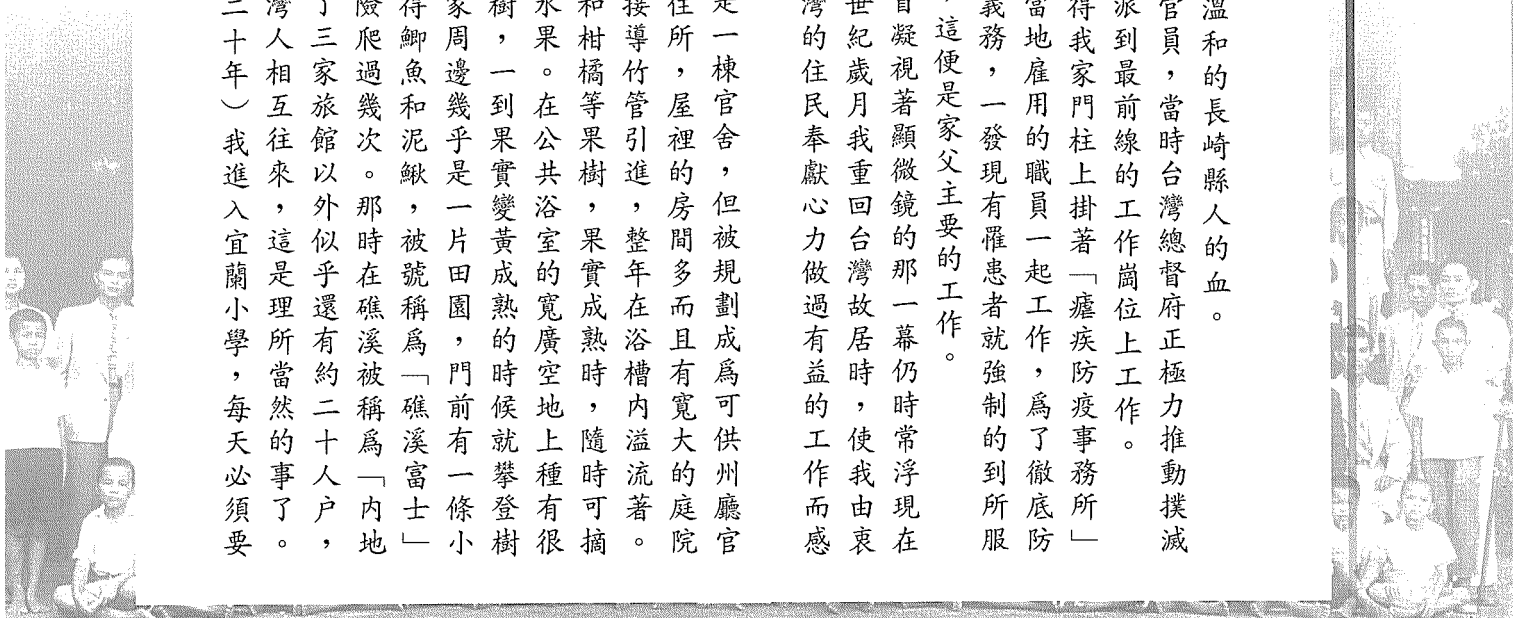 溫和的長崎縣人的血。
官員，當時台灣總督府正極力推動撲滅
派到最前線的工作崗位上工作。
得我家門柱上掛著「瘧疾防疫事務所」
當地雇用的職員一起工作，爲了徹底防
義務，一發現有罹患者就強制的到所服
，這便是家父主要的工作。
首凝視著顯微鏡的那一幕仍時常浮現在
世紀歲月我重回台灣故居時，使我由衷
灣的住民奉獻心力做過有益的工作而感
是一棟官舍，但被規劃成爲可供州廳官
住所，屋裡的房間多而且有寬大的庭院
接導竹管引進，整年在浴槽內溢流著。
和柑橘等果樹，果實成熟時，隨時可摘
水果。在公共浴室的寬廣空地上種有很
樹，一到果實變黃成熟的時候就攀登樹
家周邊幾乎是一片田園，門前有一條小
得鯽魚和泥鰍，被號稱爲「礁溪富士」
險爬過幾次。那時在礁溪被稱爲「內地
了三家旅館以外似乎還有約二十人戶，
灣人相互往來，這是理所當然的事了。
三十年）我進入宜蘭小學，每天必須要